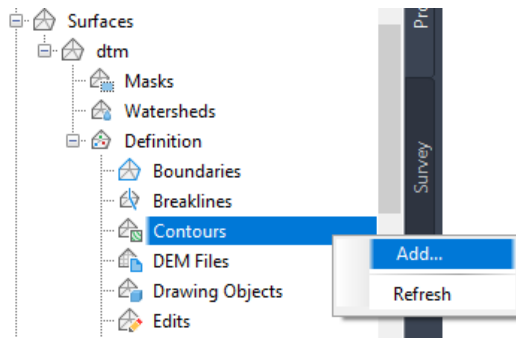 Surfaces
dtm
Masks
Watersheds
Definition
Boundaries
Breaklines
Contours
DEM Files
Drawing Objects
Edits
Add...
Refresh
Survey